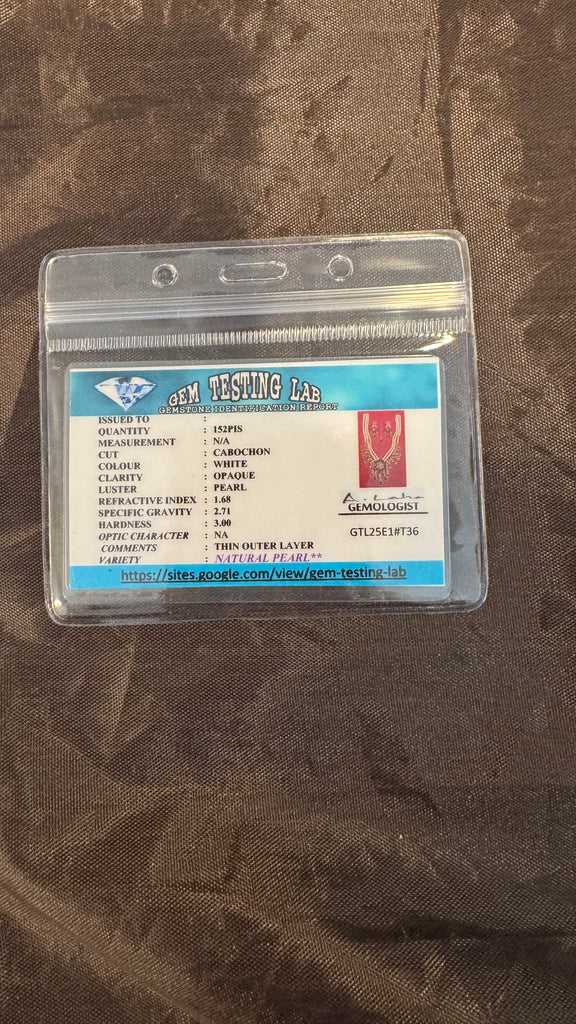 GEM TESTING LAB
GEMSTONE IDENTIFICATION REPORT
ISSUED TO :
QUANTITY : 152PIS
MEASUREMENT : N/A
CUT : CABOCHON
COLOUR : WHITE
CLARITY : OPAQUE
LUSTER : PEARL
REFRACTIVE INDEX : 1.68
SPECIFIC GRAVITY : 2.71
HARDNESS : 3.00
OPTIC CHARACTER : NA
COMMENTS : THIN OUTER LAYER
VARIETY : NATURAL PEARL**
A. Laha
GEMOLOGIST
GTL25E1#T36
https://sites.google.com/view/gem-testing-lab